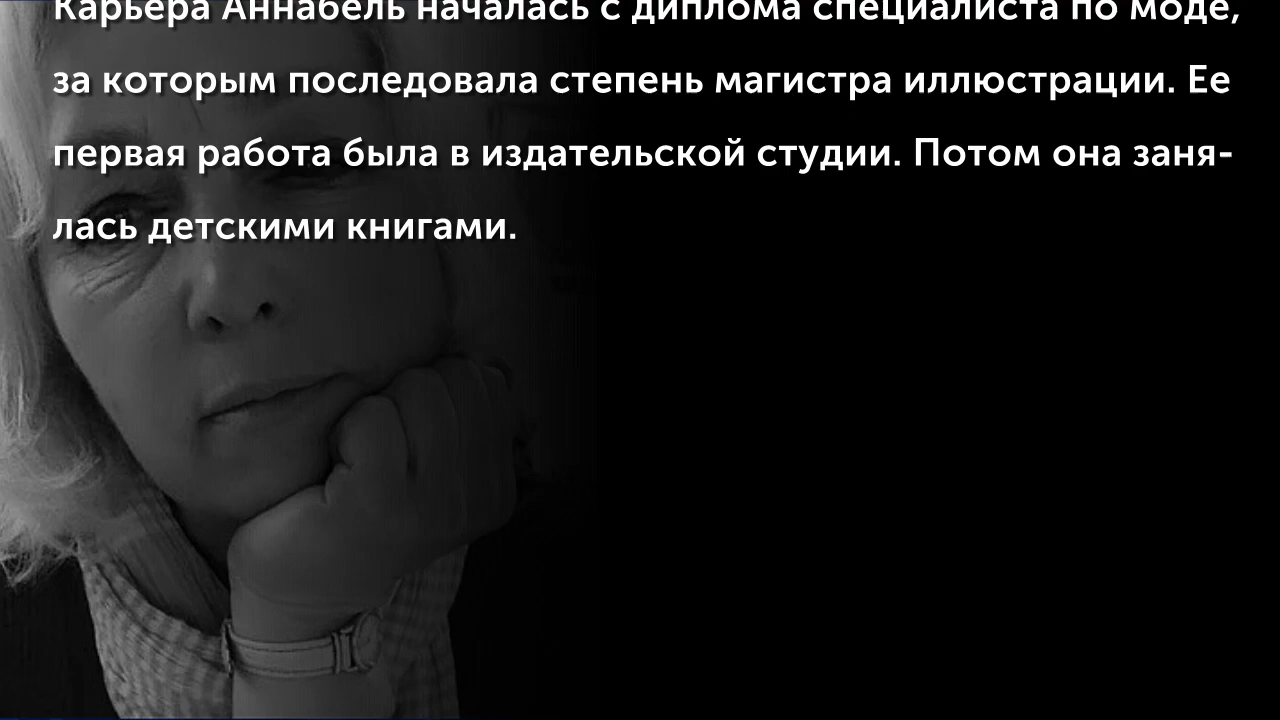 Карьера Аннабель началась с диплома специалиста по моде,
за которым последовала степень магистра иллюстрации. Ее
первая работа была в издательской студии. Потом она заня-
лась детскими книгами.